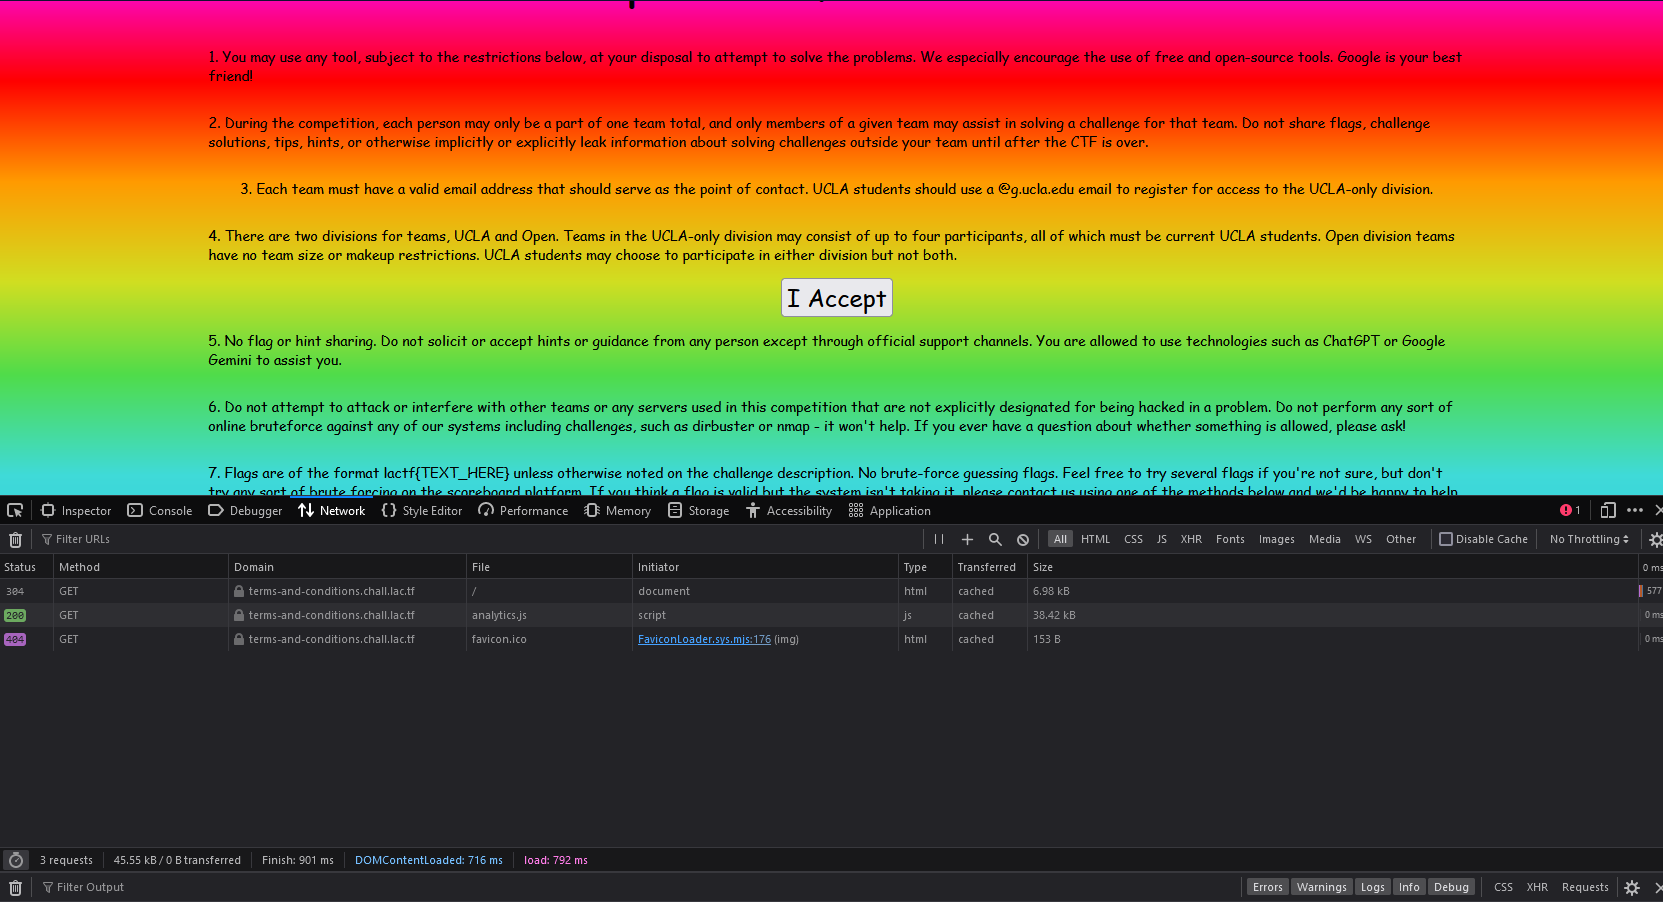 1. You may use any tool, subject to the restrictions below, at your disposal to attempt to solve the problems. We especially encourage the use of free and open-source tools. Google is your best
friend!
2. During the competition, each person may only be a part of one team total, and only members of a given team may assist in solving a challenge for that team. Do not share flags, challenge
solutions, tips, hints, or otherwise implicitly or explicitly leak information about solving challenges outside your team until after the CTF is over.
3. Each team must have a valid email address that should serve as the point of contact. UCLA students should use a @g.ucla.edu email to register for access to the UCLA-only division.
4. There are two divisions for teams, UCLA and Open. Teams in the UCLA-only division may consist of up to four participants, all of which must be current UCLA students. Open division teams
have no team size or makeup restrictions. UCLA students may choose to participate in either division but not both.
I Accept
5. No flag or hint sharing. Do not solicit or accept hints or guidance from any person except through official support channels. You are allowed to use technologies such as ChatGPT or Google
Gemini to assist you.
6. Do not attempt to attack or interfere with other teams or any servers used in this competition that are not explicitly designated for being hacked in a problem. Do not perform any sort of
online bruteforce against any of our systems including challenges, such as dirbuster or nmap - it won't help. If you ever have a question about whether something is allowed, please ask!
7. Flags are of the format lactf{TEXT_HERE} unless otherwise noted on the challenge description. No brute-force guessing flags. Feel free to try several flags if you're not sure, but don't
try any sort of brute forcing on the scoreboard platform. If you think a flag is valid but the system isn't taking it, please contact us using one of the methods below and we'd be happy to help
Inspector Console Debugger Network Style Editor Performance Memory Storage Accessibility Application 1
Filter URLs All HTML CSS JS XHR Fonts Images Media WS Other Disable Cache No Throttling
Status Method Domain File Initiator Type Transferred Size 0 ms
304 GET terms-and-conditions.chall.lac.tf / document html cached 6.98 kB 577
200 GET terms-and-conditions.chall.lac.tf analytics.js script js cached 38.42 kB 0 ms
404 GET terms-and-conditions.chall.lac.tf favicon.ico FaviconLoader.sys.mjs:176 (img) html cached 153 B 0 ms
3 requests 45.55 kB / 0 B transferred Finish: 901 ms DOMContentLoaded: 716 ms load: 792 ms
Filter Output Errors Warnings Logs Info Debug CSS XHR Requests